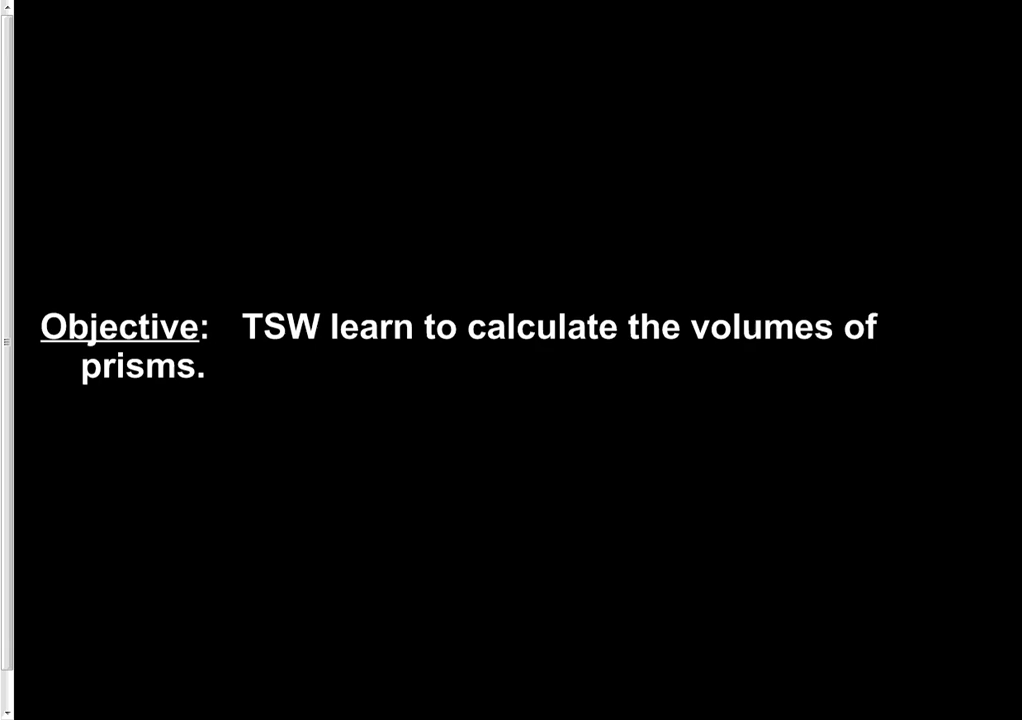 Objective: TSW learn to calculate the volumes of
prisms.